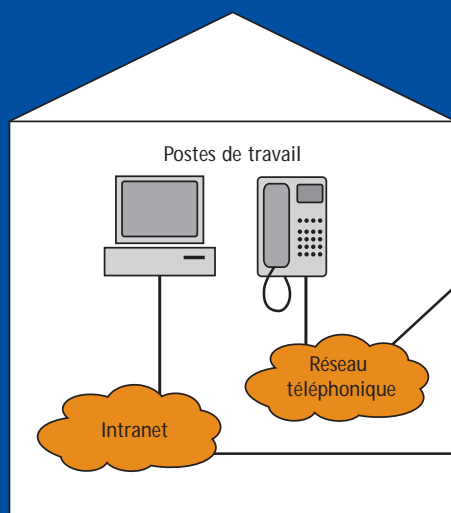 Postes de travail
Réseau
téléphonique
Intranet